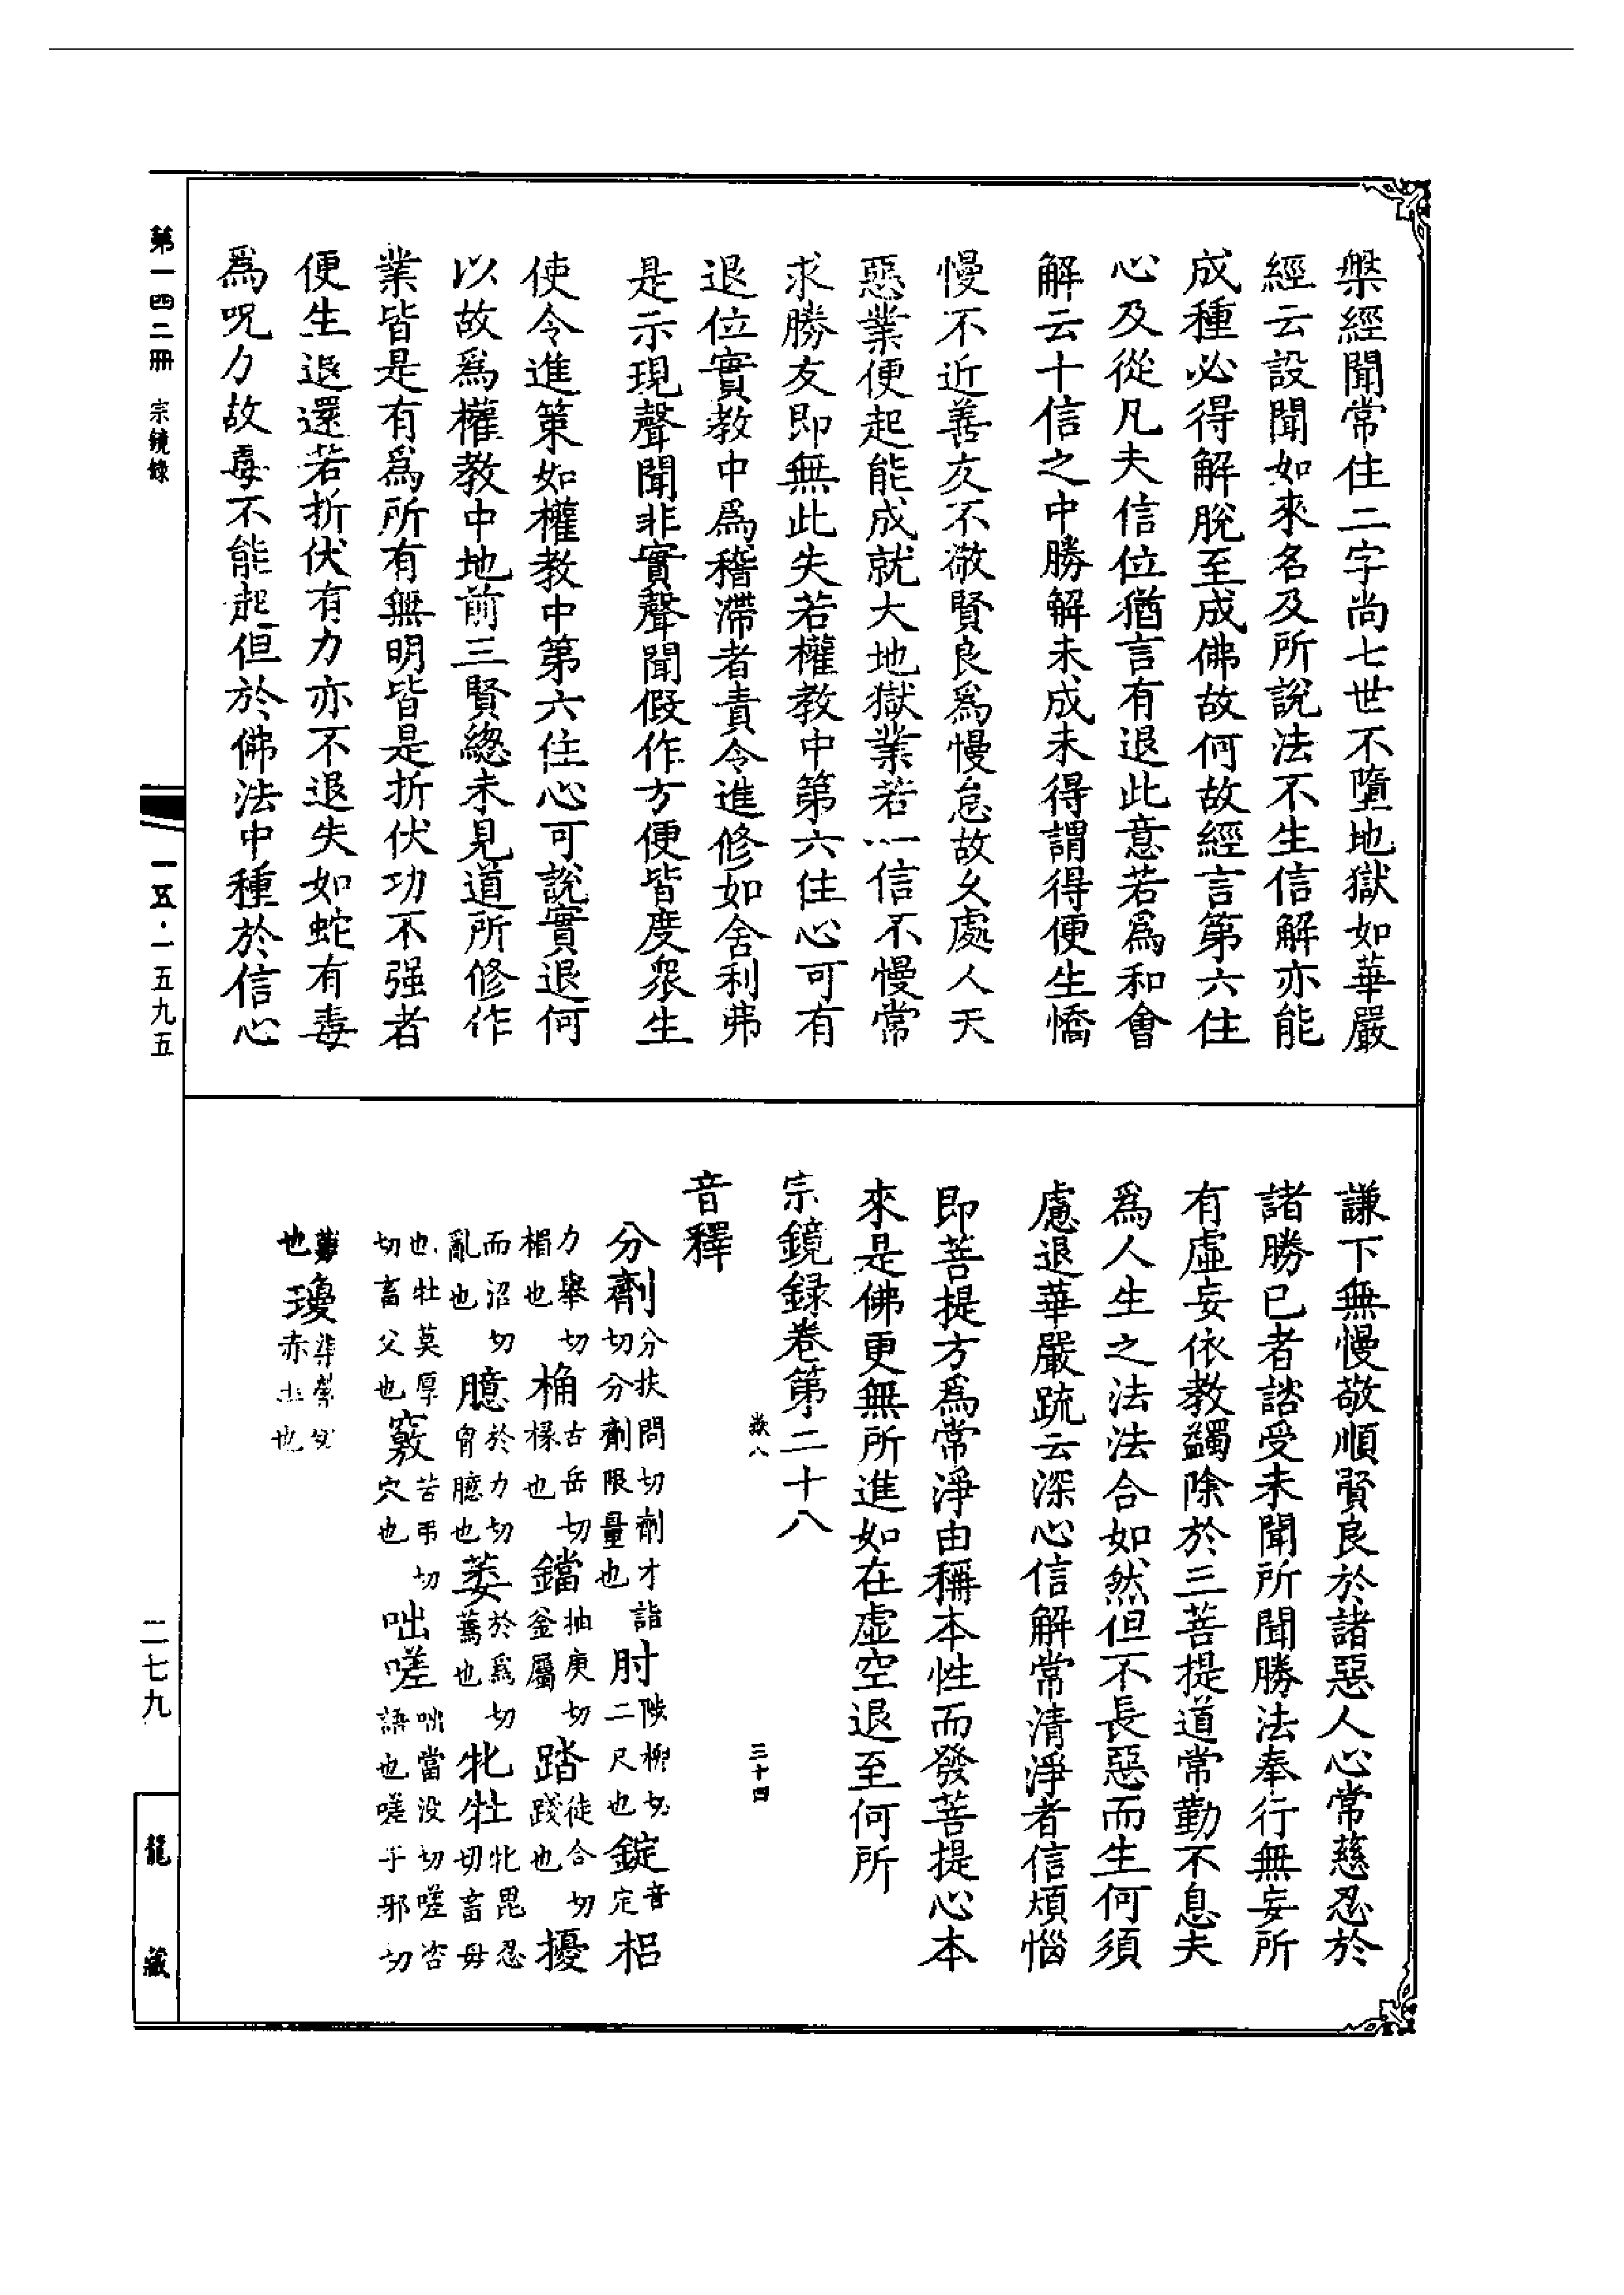 槃經聞常住二字尚七世不墮地獄如華嚴
經云設聞如來名及所說法不生信解亦能
成種必得解脫至成佛故何故經言第六住
心及從凡夫信位猶言有退此意若爲和會
解云十信之中勝解未成未得謂得便生憍
慢不近善友不敬賢良爲慢怠故久處人天
惡業便起能成就大地獄業若一信不慢常
求勝友即無此失若權教中第六住心可有
退位實教中爲稽滯者責令進修如舍利弗
是示現聲聞非實聲聞假作方便皆度衆生
使令進策如權教中第六住心可說實退何
以故爲權教中地前三賢緫未見道所修作
業皆是有爲所有無明皆是折伏功不强者
便生退還若折伏有力亦不退失如蛇有毒
爲呪力故毒不能起但於佛法中種於信心
謙下無慢敬順賢良於諸惡人心常慈忍於
諸勝已者諮受未聞所聞勝法奉行無妄所
有虛妄依教蠲除於三菩提道常勤不息夫
爲人生之法法合如然但不長惡而生何須
慮退華嚴疏云深心信解常清淨者信煩惱
即菩提方爲常淨由稱本性而發菩提心本
來是佛更無所進如在虛空退至何所
宗鏡録卷第二十八
三十四
音釋
分劑分扶問切劑才詣切分劑限量也肘陟柳切二尺也錠音定梠
力舉切楣也桷古岳切椽也鐺抽庚切釜屬踏徒合切踐也擾
而沼切亂也臆於力切胷臆也萎於爲切蔫也牝牡牝毘忍切畜母
也牡莫厚切畜父也竅苦弔切穴也咄嗟咄當没切嗟咨也嗟子邪切語也
也瓊赤玉也
第一四二冊 宗鏡錄
一五·一五九五
二七九
龍藏